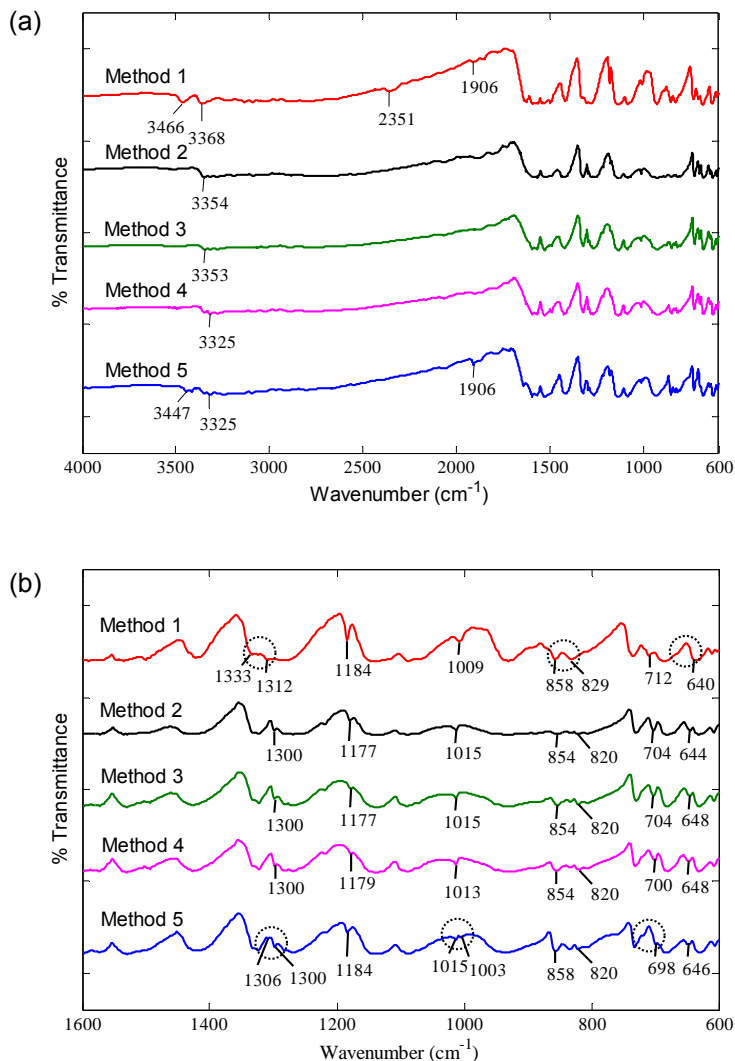 (a)
% Transmittance
Method 1
3466
3368
2351
1906
Method 2
3354
Method 3
3353
Method 4
3325
Method 5
3447
3325
1906
4000 3500 3000 2500 2000 1500 1000 600
Wavenumber (cm⁻¹)
(b)
% Transmittance
Method 1
1333
1312
1184
1009
858
829
712
640
Method 2
1300
1177
1015
854
820
704
644
Method 3
1300
1177
1015
854
820
704
648
Method 4
1300
1179
1013
854
820
700
648
Method 5
1306
1300
1184
1015
1003
858
820
698
646
1600 1400 1200 1000 800 600
Wavenumber (cm⁻¹)